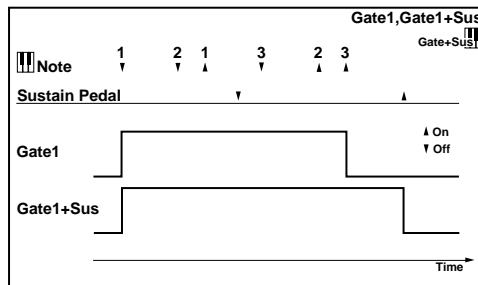 Gate1,Gate1+Sus
Gate+Sus
1 2 1 3 2 3
Note
Sustain Pedal
Gate1
On
Off
Gate1+Sus
Time